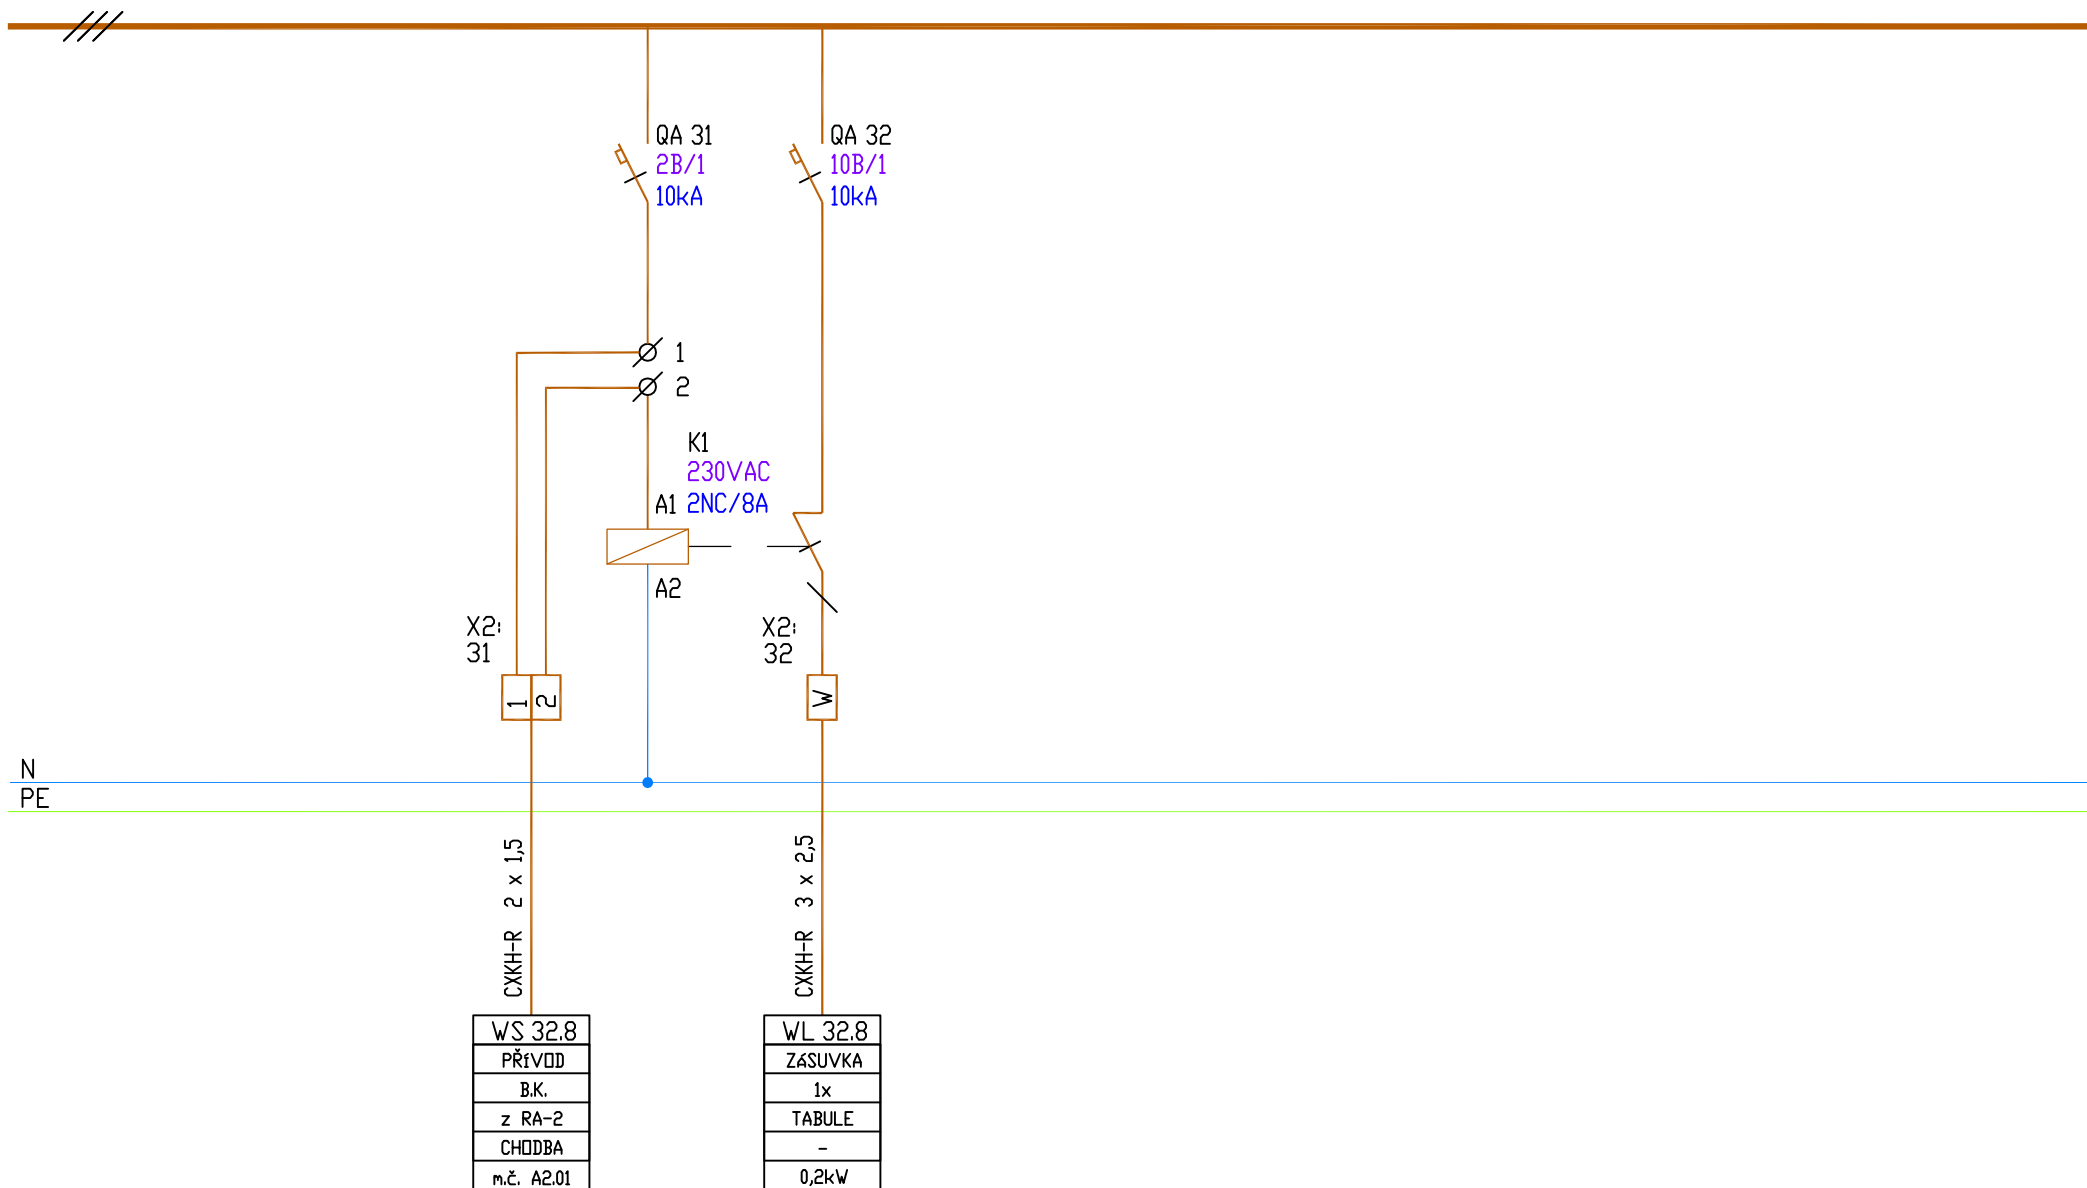 QA 31
2B/1
10kA
QA 32
10B/1
10kA
1
2
K1
230VAC
A1 2NC/8A
A2
X2:
31
X2:
32
1 2
W
N
PE
CXKH-R 2 x 1,5
CXKH-R 3 x 2,5
WS 32.8
PŘíVOD
B.K.
z RA-2
CHODBA
m.č. A2.01
WL 32.8
ZáSUVKA
1x
TABULE
-
0,2kW